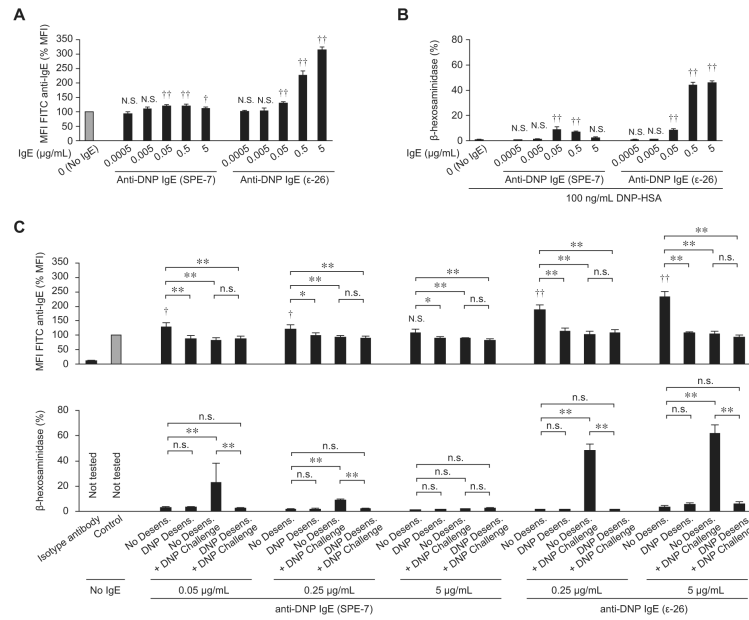 A
MFI FITC anti-IgE (% MFI)
350
300
250
200
150
100
50
0
N.S. N.S. †† †† † N.S. N.S. †† †† ††
IgE (μg/mL)
0 (No IgE) 0.0005 0.005 0.05 0.5 5 0.0005 0.005 0.05 0.5 5
Anti-DNP IgE (SPE-7) Anti-DNP IgE (ε-26)
B
β-hexosaminidase (%)
80
60
40
20
0
N.S. N.S. †† †† N.S. N.S. N.S. †† †† ††
IgE (μg/mL)
0 (No IgE) 0.0005 0.005 0.05 0.5 5 0.0005 0.005 0.05 0.5 5
Anti-DNP IgE (SPE-7) Anti-DNP IgE (ε-26)
100 ng/mL DNP-HSA
C
MFI FITC anti-IgE (% MFI)
350
300
250
200
150
100
50
0
** ** ** ** **
** ** ** ** **
** n.s. * n.s. * n.s. ** n.s. ** n.s.
† † N.S. †† ††
β-hexosaminidase (%)
80
60
40
20
0
n.s. n.s. n.s. n.s. n.s.
** ** n.s. ** **
n.s. ** n.s. ** n.s. n.s. n.s. ** n.s. **
Not tested Not tested
Isotype antibody Control
No Desens. DNP Desens. No Desens. + DNP Challenge DNP Desens. + DNP Challenge
No Desens. DNP Desens. No Desens. + DNP Challenge DNP Desens. + DNP Challenge
No Desens. DNP Desens. No Desens. + DNP Challenge DNP Desens. + DNP Challenge
No Desens. DNP Desens. No Desens. + DNP Challenge DNP Desens. + DNP Challenge
No Desens. DNP Desens. No Desens. + DNP Challenge DNP Desens. + DNP Challenge
No IgE 0.05 μg/mL 0.25 μg/mL 5 μg/mL 0.25 μg/mL 5 μg/mL
anti-DNP IgE (SPE-7) anti-DNP IgE (ε-26)